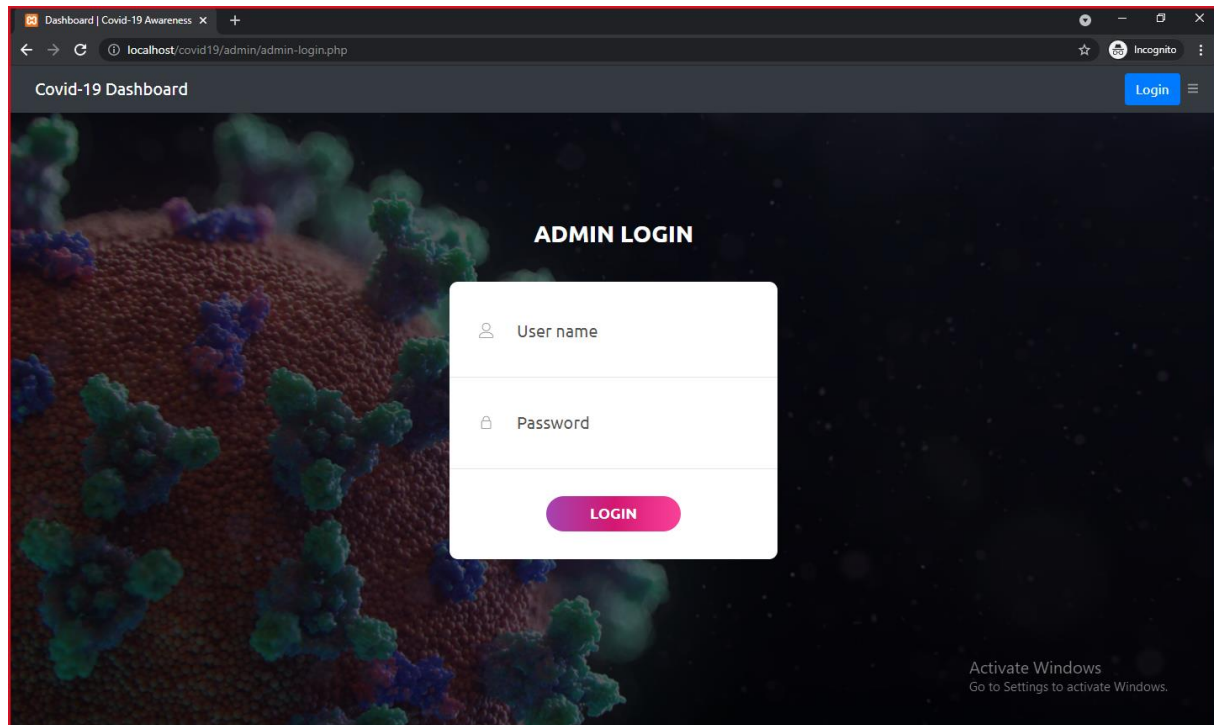 Dashboard | Covid-19 Awareness
localhost/covid19/admin/admin-login.php
Incognito
Covid-19 Dashboard
Login
ADMIN LOGIN
User name
Password
LOGIN
Activate Windows
Go to Settings to activate Windows.